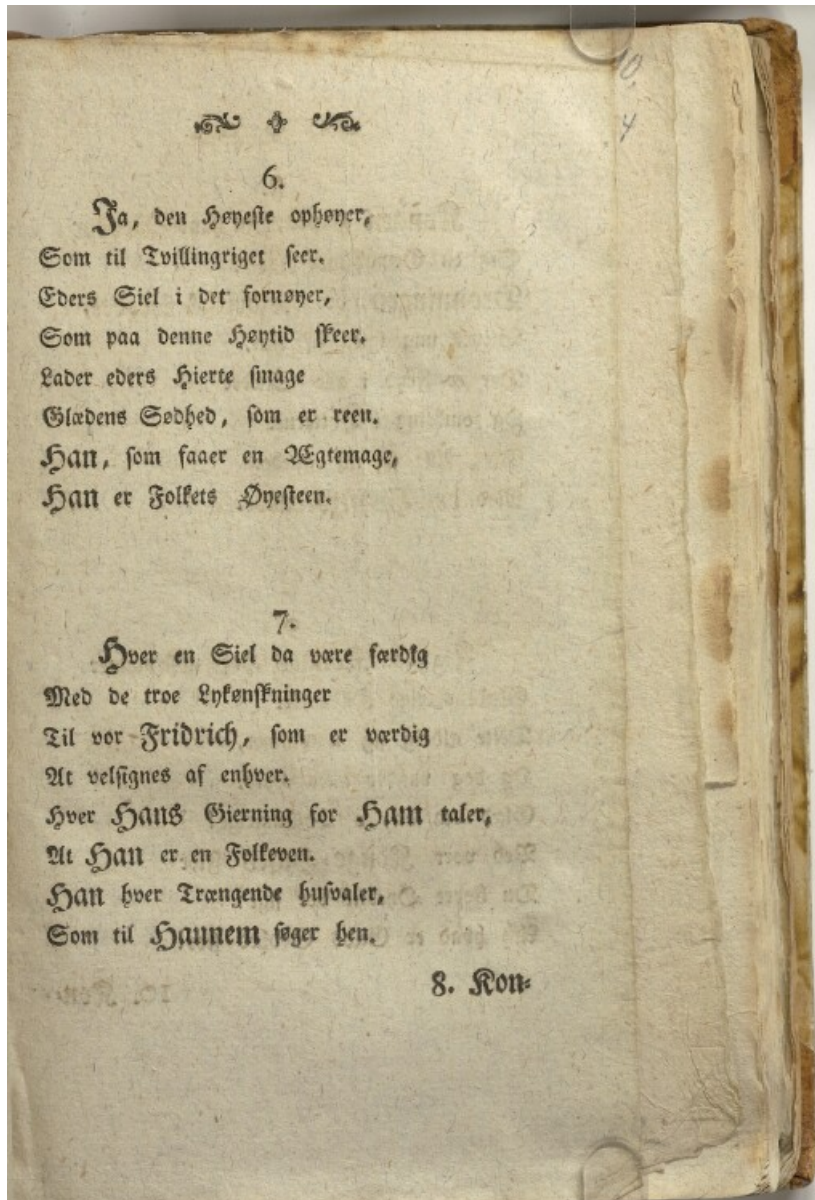 10.
4
6.
Ja, den Høyeste ophøyer,
Som til Tvillingriget seer.
Eders Siel i det fornøyer,
Som paa denne Høytid skeer.
Lader eders Hierte smage
Glædens Sødhed, som er reen.
Han, som faaer en Ægtemage,
Han er Folkets Øyesteen.
7.
Hver en Siel da være færdig
Med de troe Lykønskninger
Til vor Fridrich, som er værdig
At velsignes af enhver.
Hver Hans Gierning for Ham taler,
At Han er en Folkeven.
Han hver Trængende husvaler,
Som til Hannem søger hen.
8. Kon-